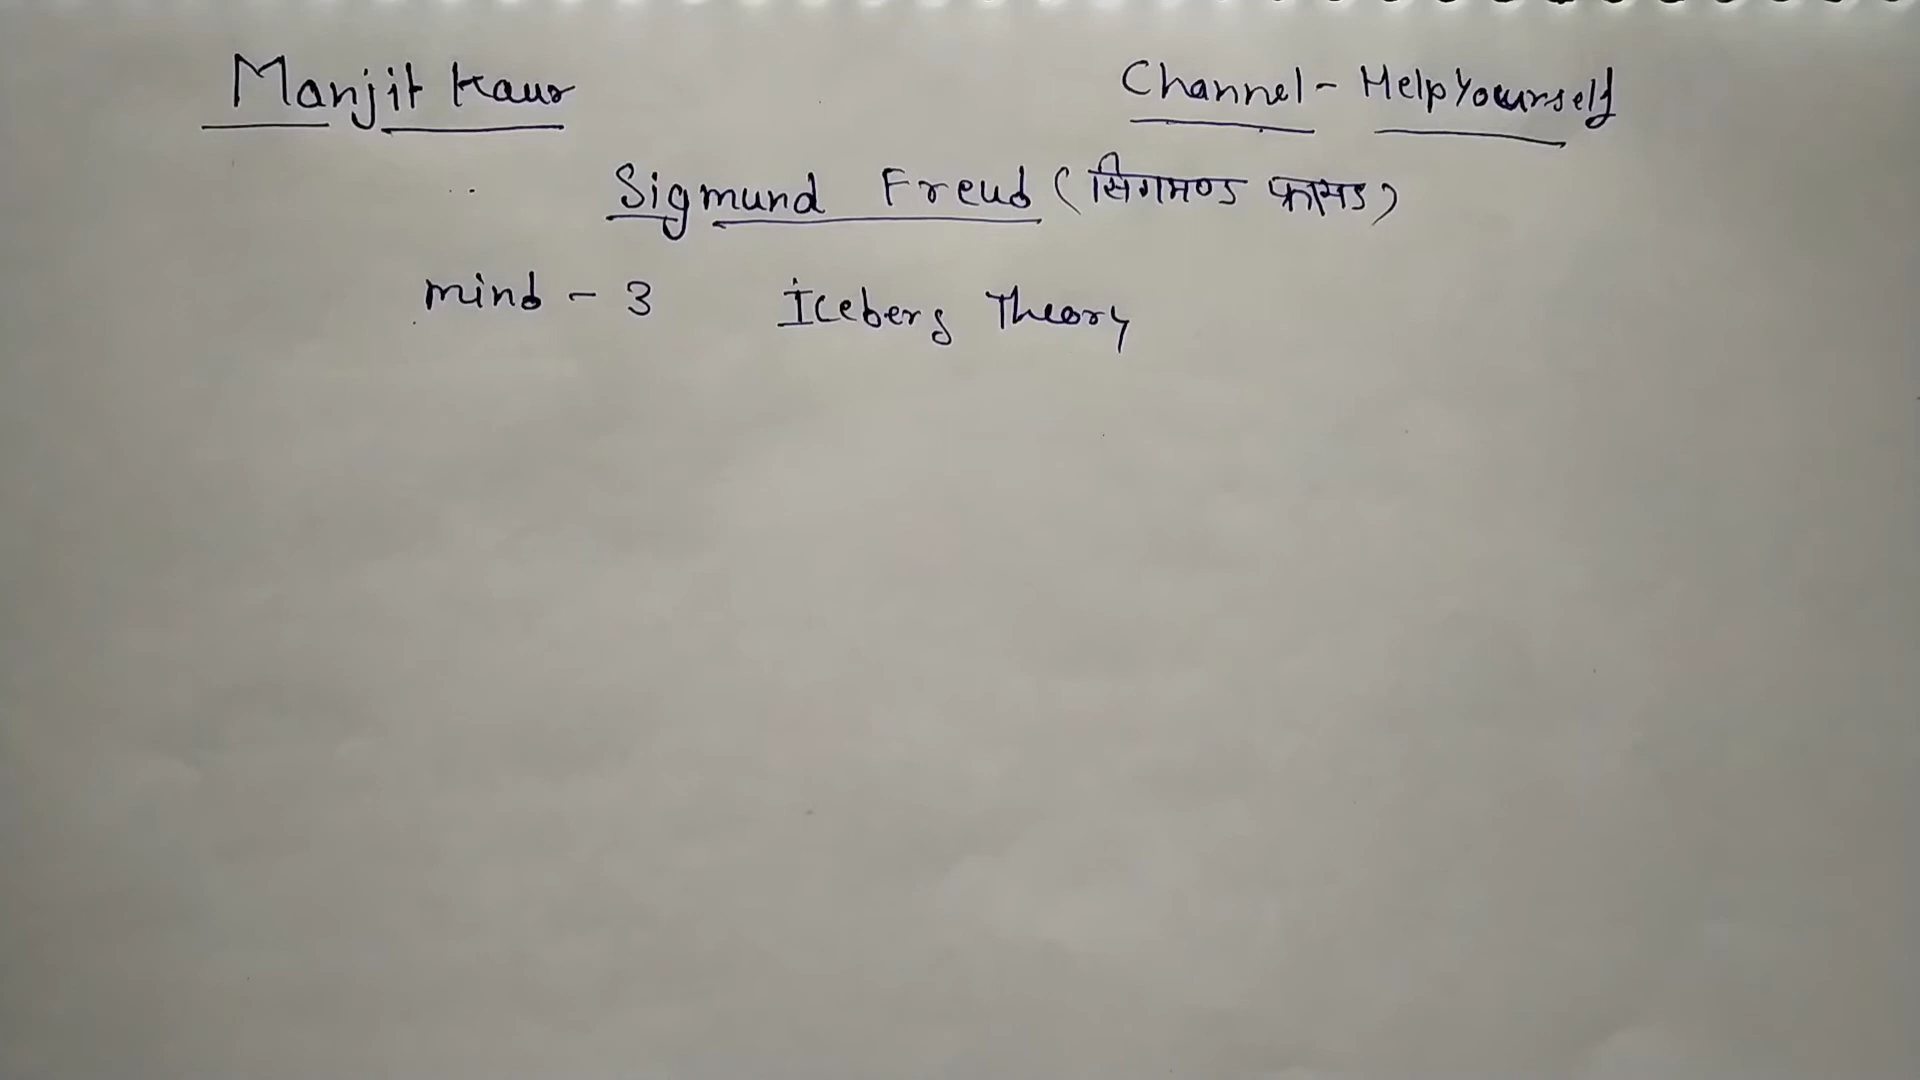 Manjit Kaur Channel - HelpYourself
Sigmund Freud (सिगमण्ड फ्रायड)
mind - 3 Iceberg Theory